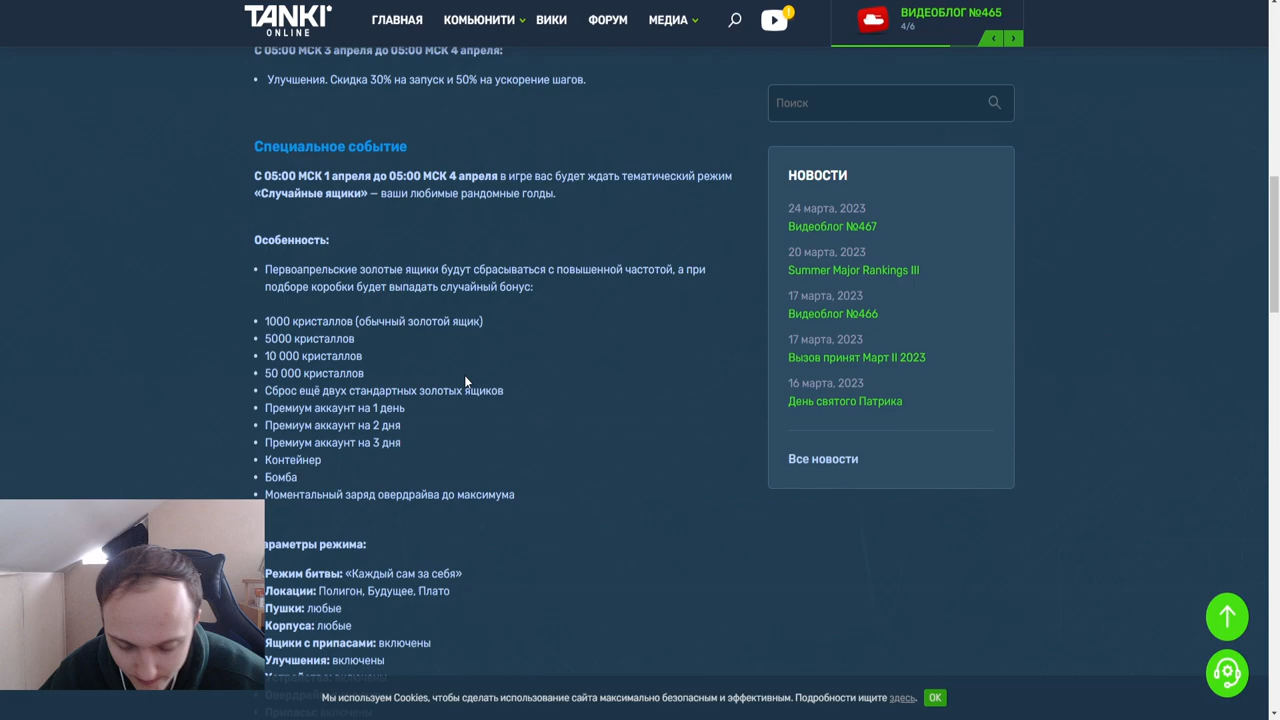 TANKI
ONLINE
ГЛАВНАЯ
КОМЬЮНИТИ
ВИКИ
ФОРУМ
МЕДИА
!
ВИДЕОБЛОГ №465
4/6
С 05:00 МСК 3 апреля до 05:00 МСК 4 апреля:
Улучшения. Скидка 30% на запуск и 50% на ускорение шагов.
Специальное событие
С 05:00 МСК 1 апреля до 05:00 МСК 4 апреля в игре вас будет ждать тематический режим
«Случайные ящики» — ваши любимые рандомные голды.
Особенность:
Первоапрельские золотые ящики будут сбрасываться с повышенной частотой, а при
подборе коробки будет выпадать случайный бонус:
1000 кристаллов (обычный золотой ящик)
5000 кристаллов
10 000 кристаллов
50 000 кристаллов
Сброс ещё двух стандартных золотых ящиков
Премиум аккаунт на 1 день
Премиум аккаунт на 2 дня
Премиум аккаунт на 3 дня
Контейнер
Бомба
Моментальный заряд овердрайва до максимума
араметры режима:
Режим битвы: «Каждый сам за себя»
Локации: Полигон, Будущее, Плато
Пушки: любые
Корпуса: любые
Ящики с припасами: включены
Улучшения: включены
Устройства: включены
Припасы: включены
Поиск
НОВОСТИ
24 марта, 2023
Видеоблог №467
20 марта, 2023
Summer Major Rankings III
17 марта, 2023
Видеоблог №466
17 марта, 2023
Вызов принят Март II 2023
16 марта, 2023
День святого Патрика
Все новости
Мы используем Cookies, чтобы сделать использование сайта максимально безопасным и эффективным. Подробности ищите здесь.
OK